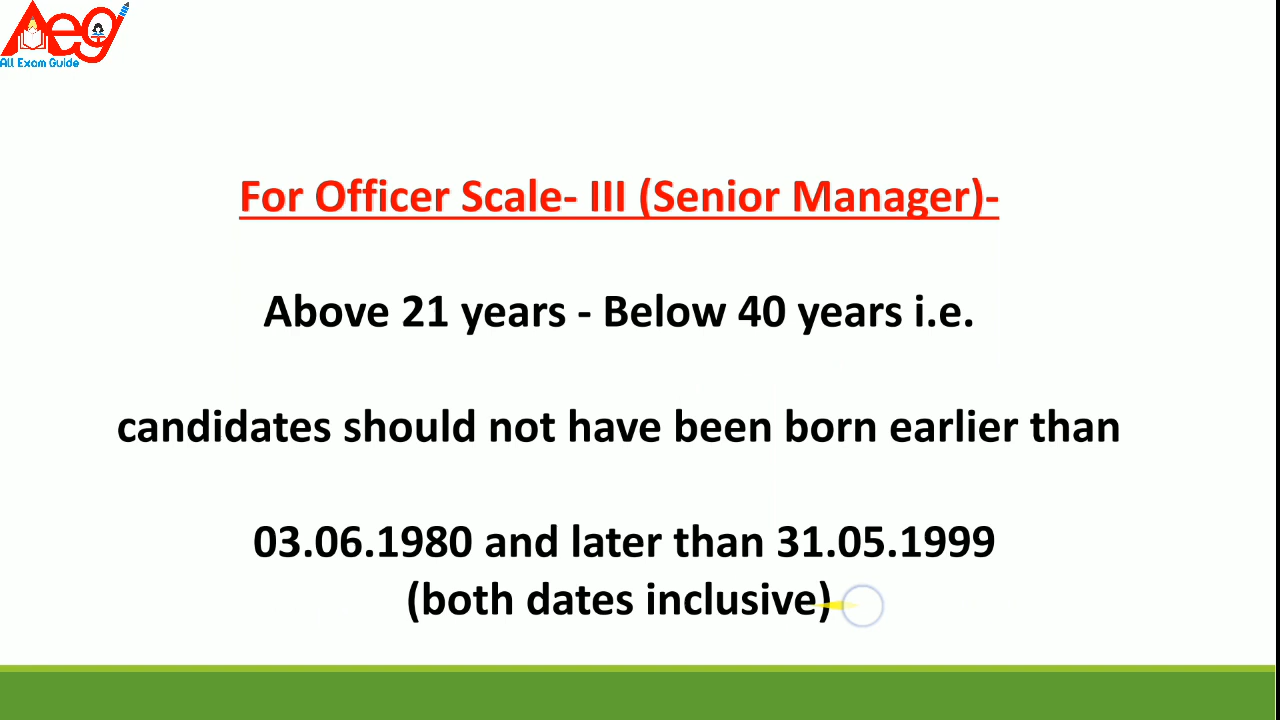 Aeg
All Exam Guide
For Officer Scale- III (Senior Manager)-
Above 21 years - Below 40 years i.e.
candidates should not have been born earlier than
03.06.1980 and later than 31.05.1999
(both dates inclusive)